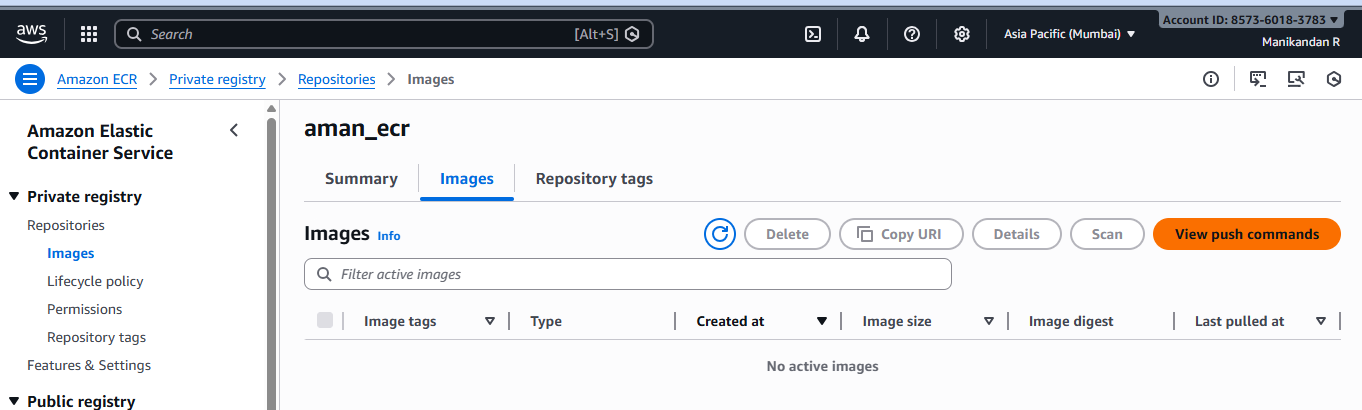 aws
Search [Alt+S]
Asia Pacific (Mumbai)
Account ID: 8573-6018-3783
Manikandan R
Amazon ECR
Private registry
Repositories
Images
Amazon Elastic
Container Service
Private registry
Repositories
Images
Lifecycle policy
Permissions
Repository tags
Features & Settings
Public registry
aman_ecr
Summary Images Repository tags
Images Info
Delete Copy URI Details Scan View push commands
Filter active images
Image tags Type Created at Image size Image digest Last pulled at
No active images